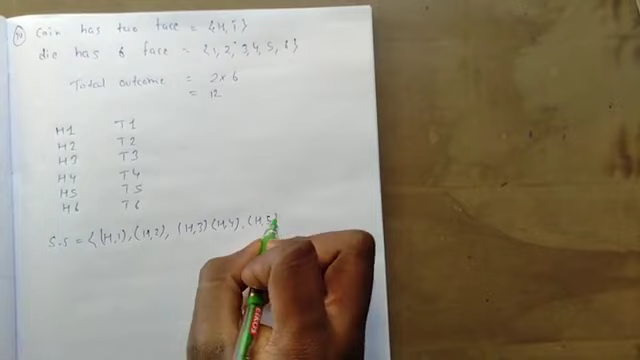 Coin has two face = {H, T}
die has 6 face = {1, 2, 3, 4, 5, 6}
Total outcome = 2 × 6
= 12
H1 T1
H2 T2
H3 T3
H4 T4
H5 T5
H6 T6
S.S = {(H,1), (H,2), (H,3) (H,4), (H,5